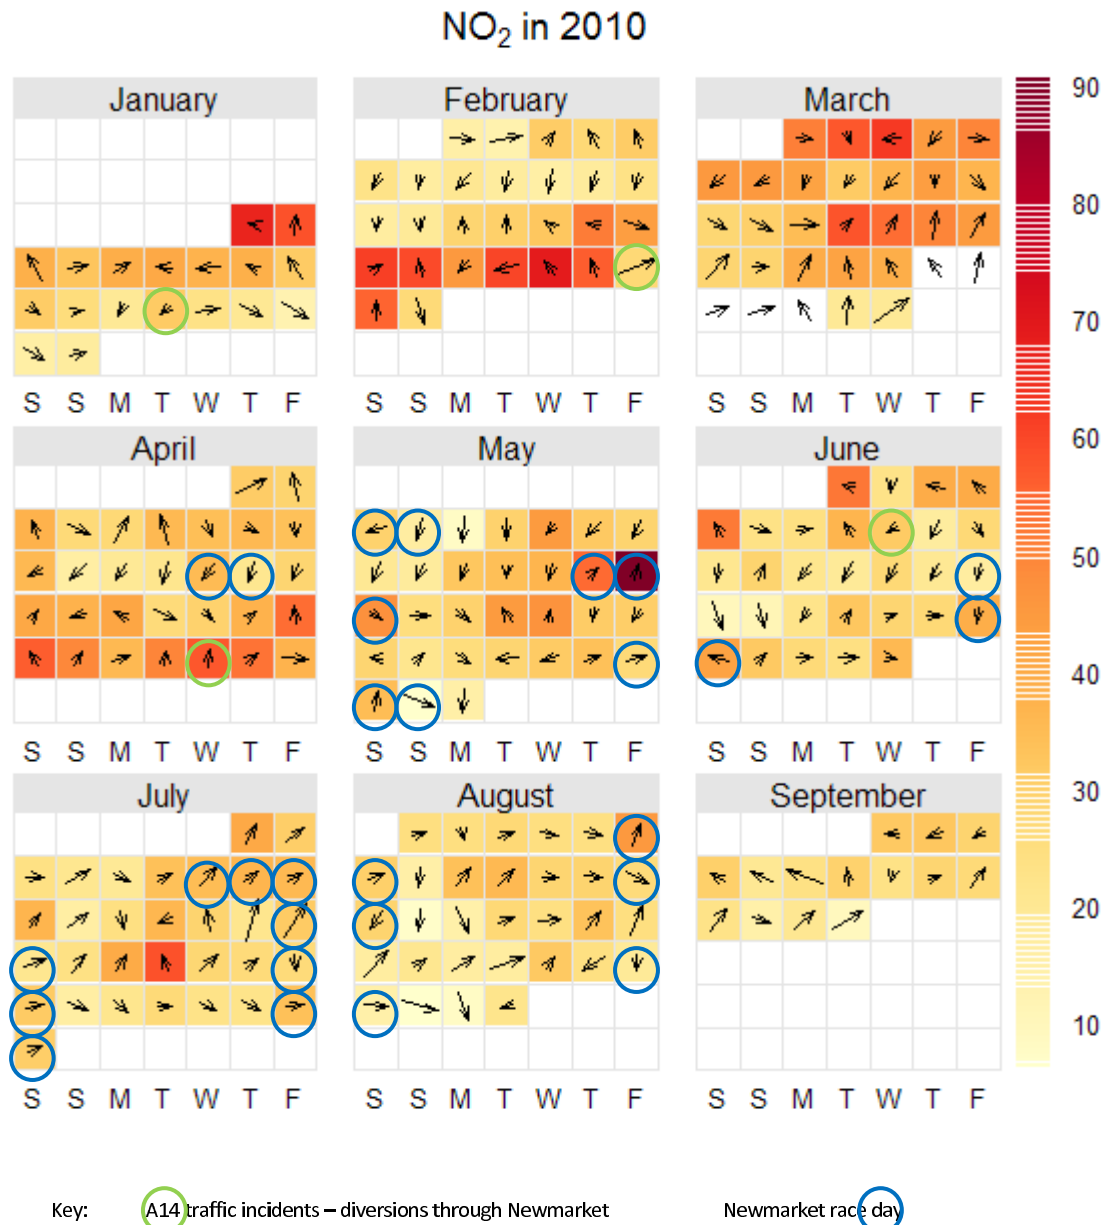 NO₂ in 2010
January February March
S S M T W T F S S M T W T F S S M T W T F
April May June
S S M T W T F S S M T W T F S S M T W T F
July August September
S S M T W T F S S M T W T F S S M T W T F
90
80
70
60
50
40
30
20
10
Key: A14 traffic incidents – diversions through Newmarket Newmarket race day